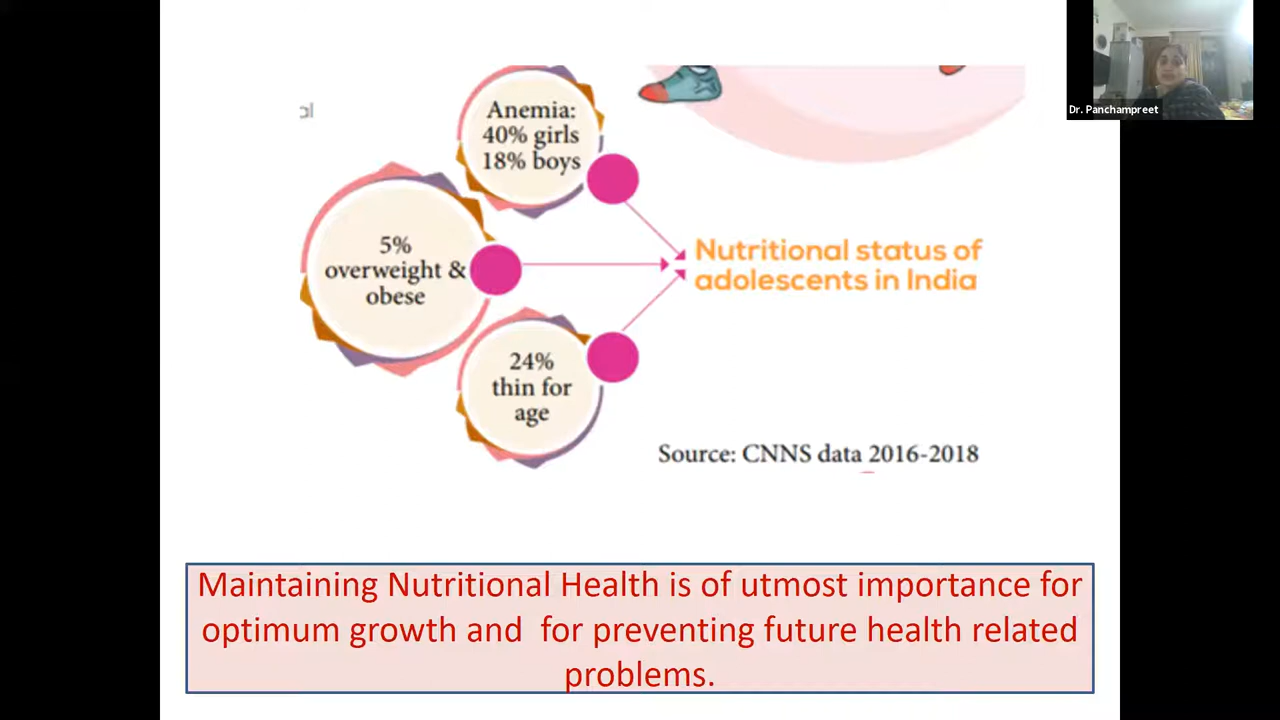 Dr. Panchampreet
al
Anemia:
40% girls
18% boys
5%
overweight &
obese
24%
thin for
age
Nutritional status of
adolescents in India
Source: CNNS data 2016-2018
Maintaining Nutritional Health is of utmost importance for
optimum growth and for preventing future health related
problems.